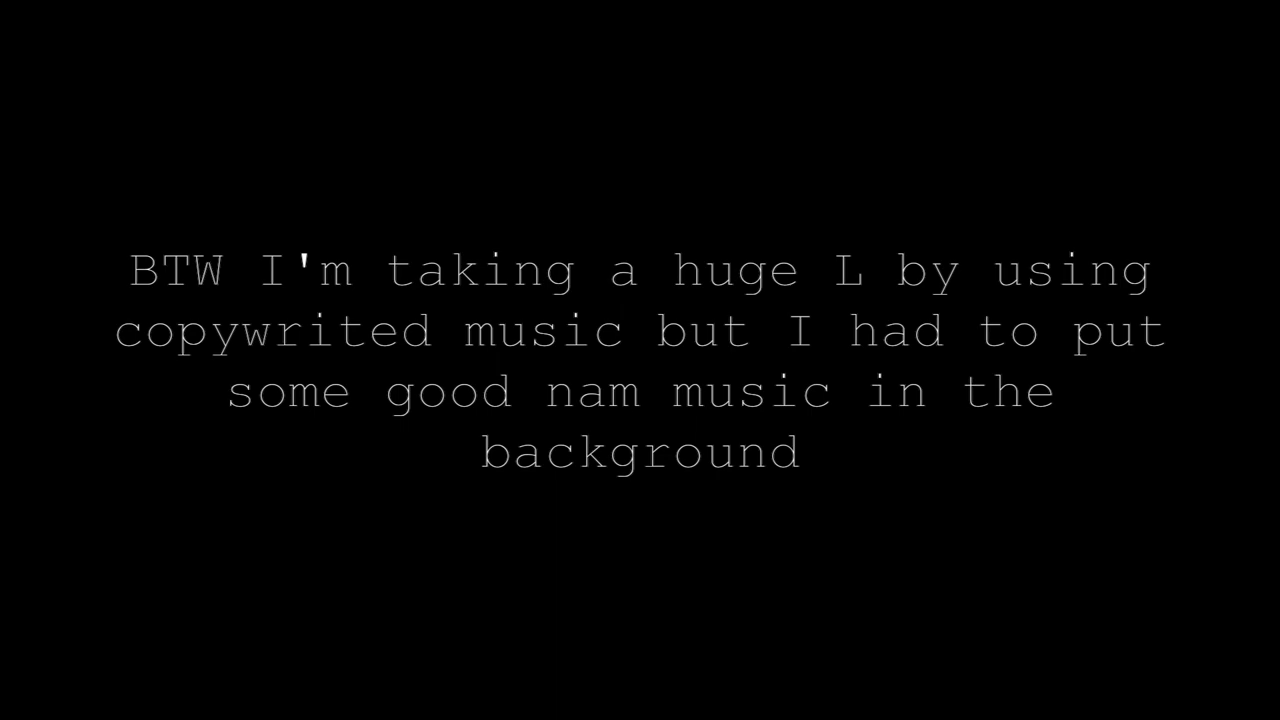 BTW I'm taking a huge L by using
copywrited music but I had to put
some good nam music in the
background